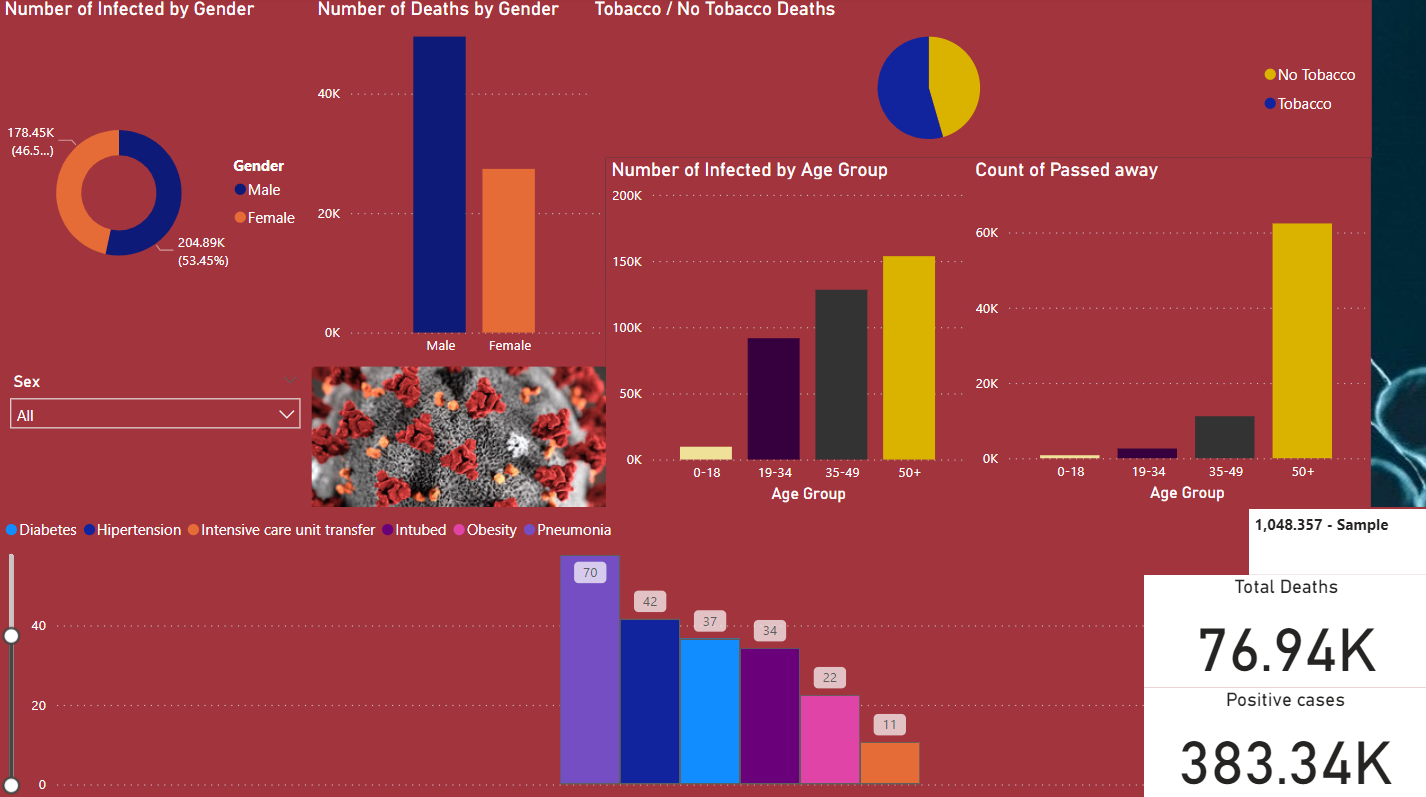 Number of Infected by Gender
178.45K
(46.5...)
204.89K
(53.45%)
Gender
Male
Female
Number of Deaths by Gender
40K
20K
0K
Male
Female
Tobacco / No Tobacco Deaths
No Tobacco
Tobacco
Number of Infected by Age Group
200K
150K
100K
50K
0K
0-18
19-34
35-49
50+
Age Group
Count of Passed away
60K
40K
20K
0K
0-18
19-34
35-49
50+
Age Group
Sex
All
Diabetes Hipertension Intensive care unit transfer Intubed Obesity Pneumonia
40
20
0
70
42
37
34
22
11
1,048.357 - Sample
Total Deaths
76.94K
Positive cases
383.34K